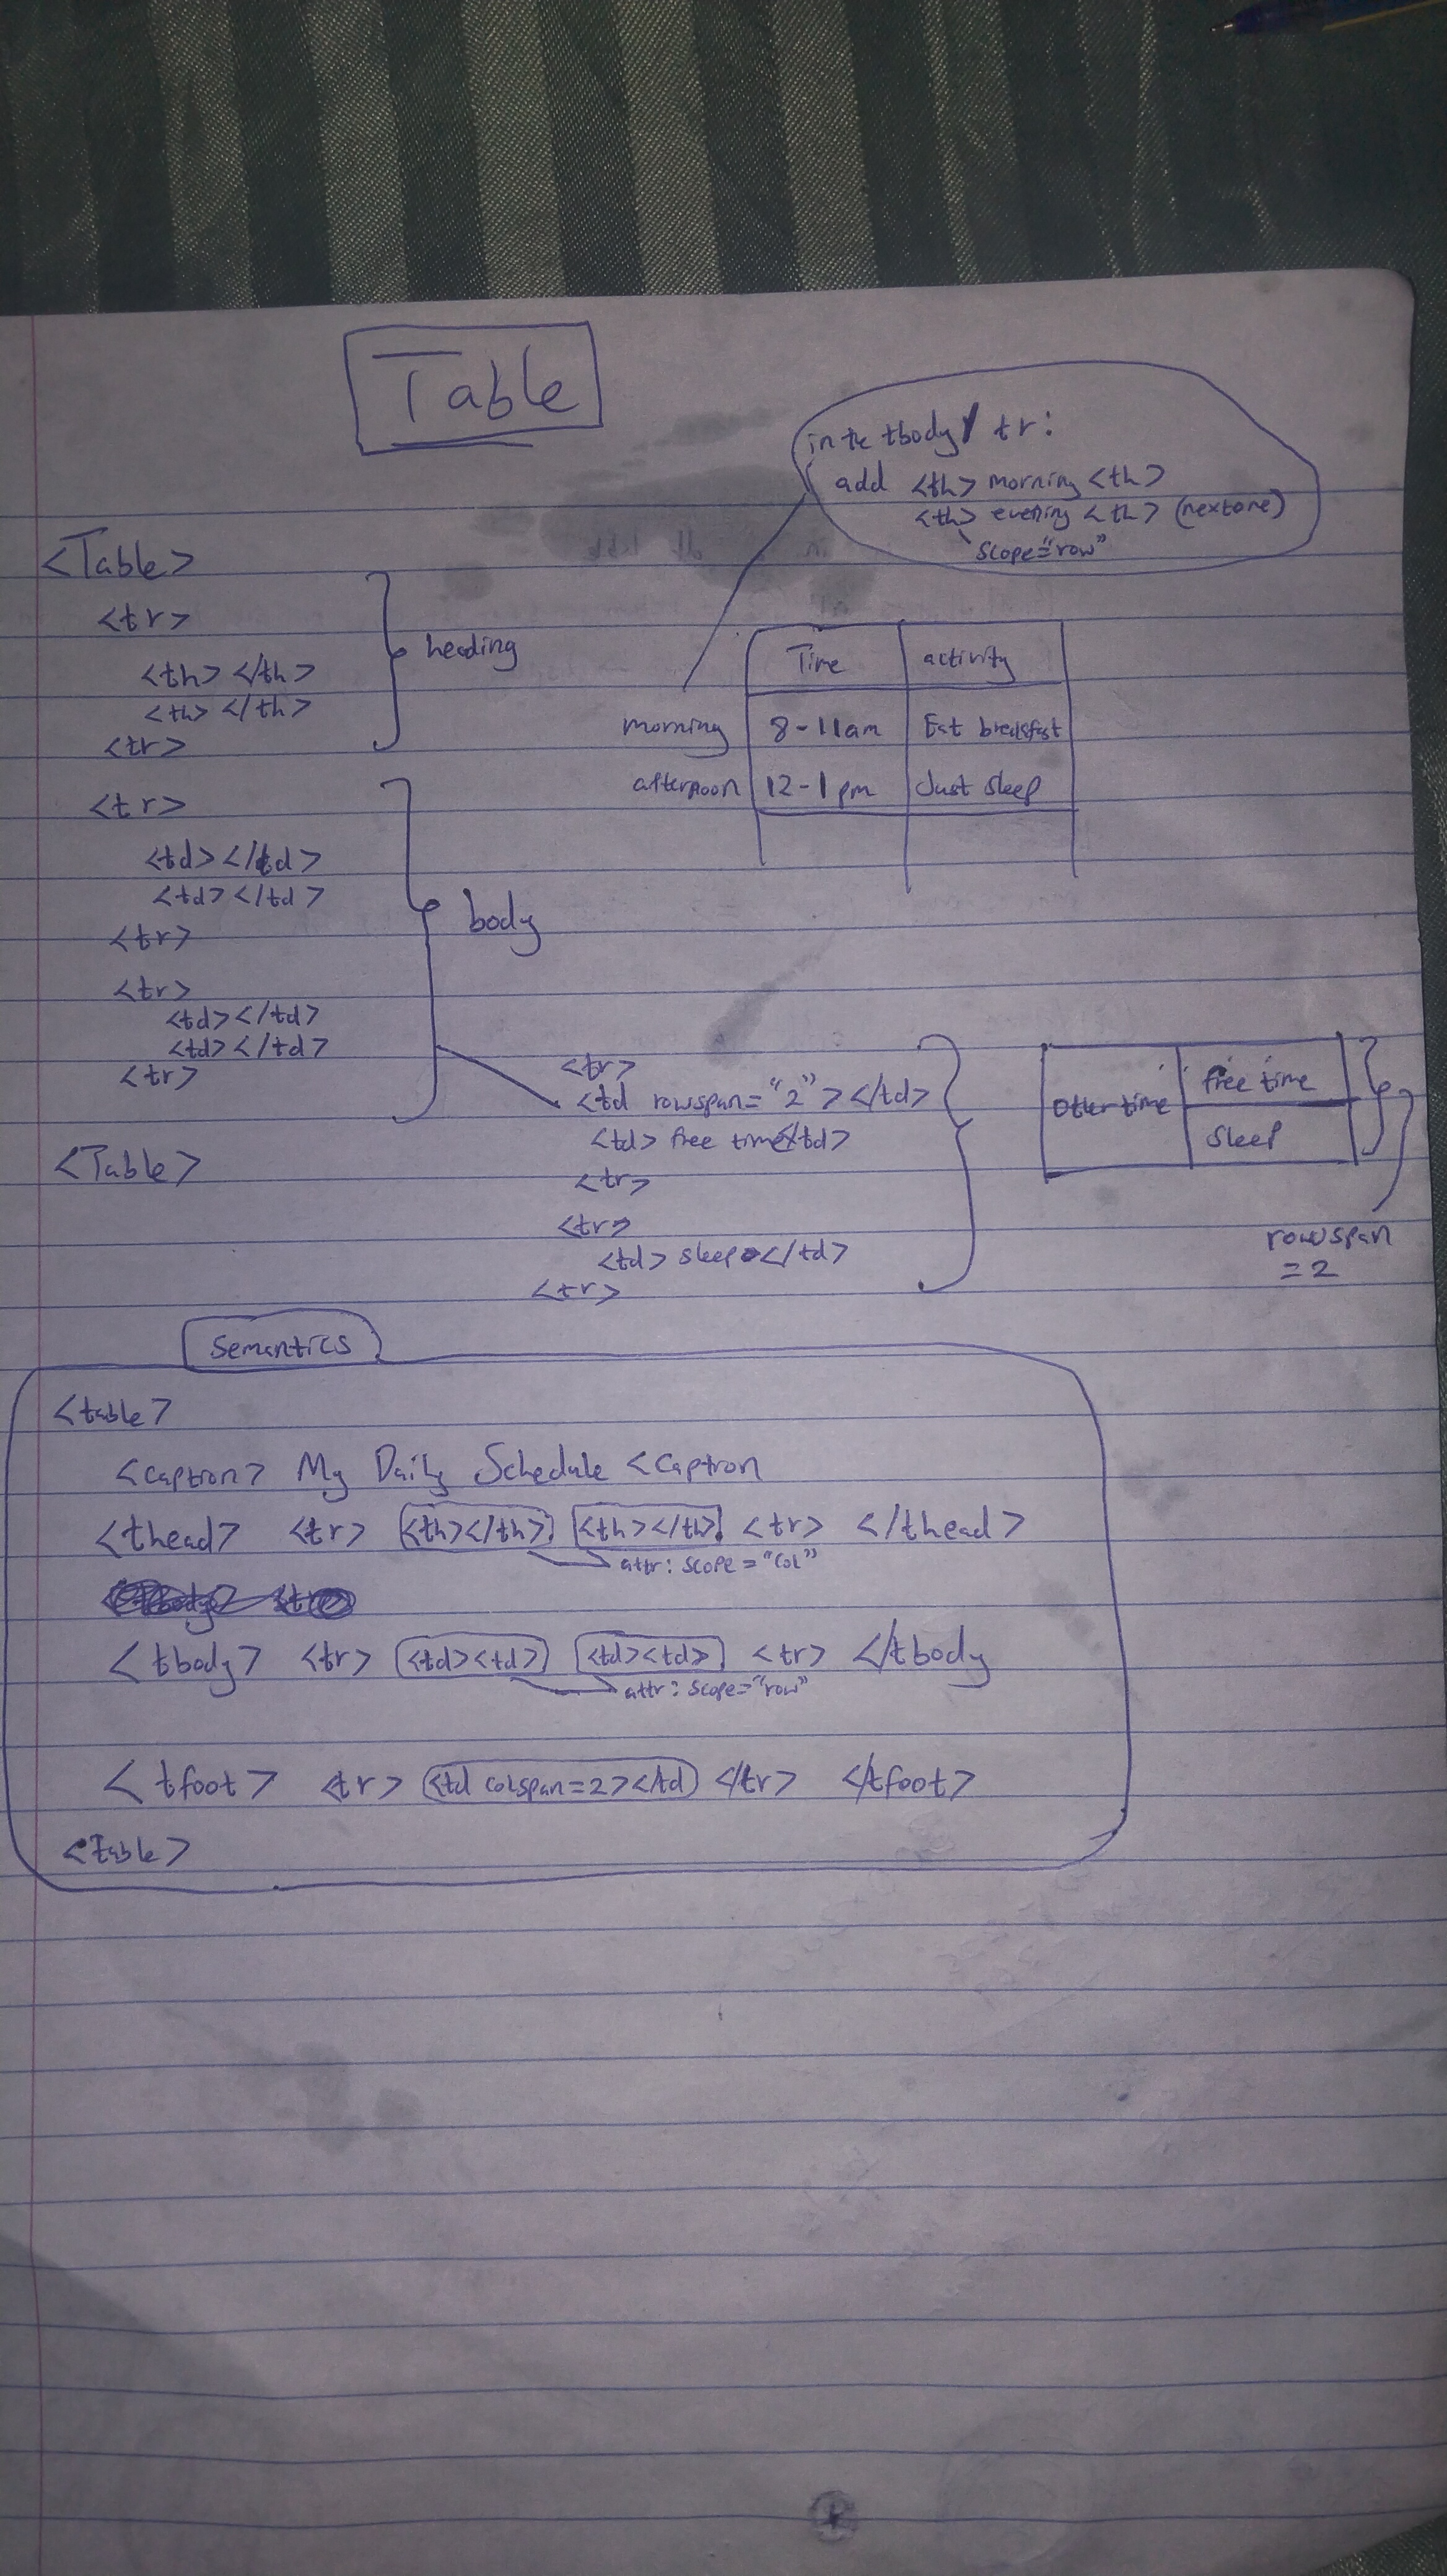 Table
in the tbody tr:
add <th> morning <th>
<th> evening <th> (next one)
scope="row"
<Table>
<tr>
<th></th>
<th></th>
<tr>
heading
<tr>
<td></td>
<td></td>
<tr>
<tr>
<td></td>
<td></td>
<tr>
body
<Table>
Time activity
morning 8-11am Eat breakfast
afternoon 12-1pm Just sleep
<tr>
<td rowspan="2"></td>
<td> free time</td>
<tr>
<tr>
<td> sleep </td>
<tr>
Other time free time
sleep
rowspan
=2
Semantics
<table>
<caption> My Daily Schedule <caption
<thead> <tr> <th></th> <th></th> <tr> </thead>
attr: scope="col"
<tbody> <tr> <td><td> <td><td> <tr> </tbody
attr: scope="row"
<tfoot> <tr> <td colspan=2></td </tr> </tfoot>
<table>